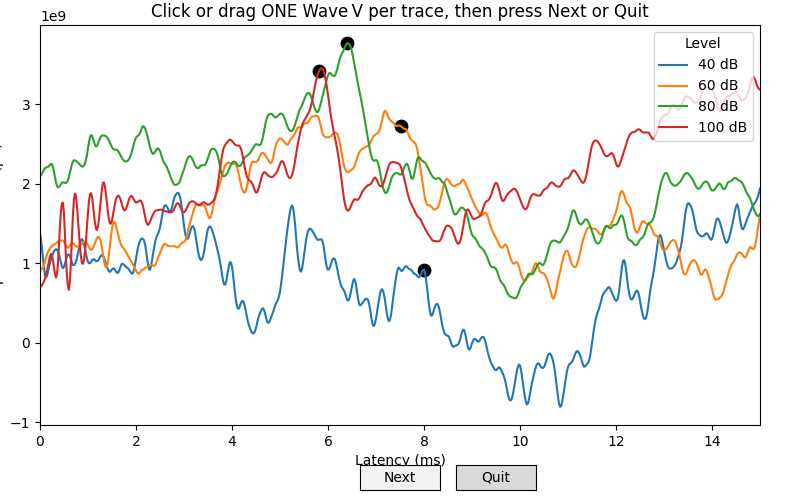 Click or drag ONE Wave V per trace, then press Next or Quit
1e9
Level
40 dB
60 dB
80 dB
100 dB
3
2
1
0
−1
0 2 4 6 8 10 12 14
Latency (ms)
Next Quit